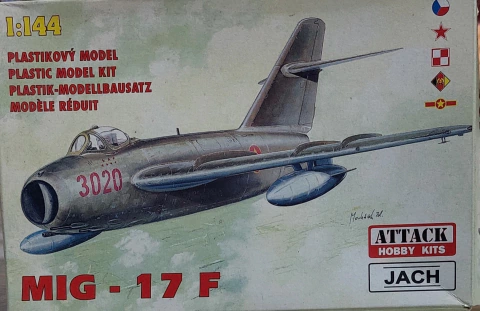 1:144
PLASTIKOVÝ MODEL
PLASTIC MODEL KIT
PLASTIK-MODELLBAUSATZ
MODÈLE RÉDUIT
3020
ATTACK
HOBBY KITS
JACH
MIG - 17 F